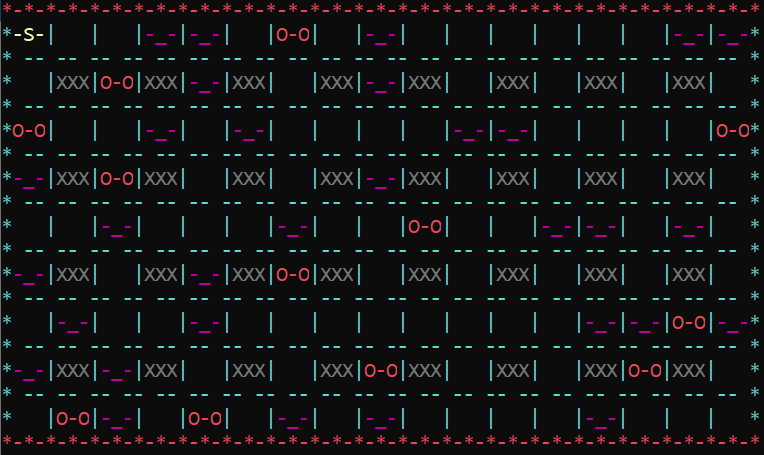 *-*-*-*-*-*-*-*-*-*-*-*-*-*-*-*-*-*-*-*-*-*-*-*-*-*-*-*-*-*-*-*-*-*-*
*-S-|   |   |-_-|-_-|   |O-O|   |-_-|   |   |   |   |   |   |-_-|-_-*
* -- -- -- -- -- -- -- -- -- -- -- -- -- -- -- -- -- -- -- -- -- -- *
*   |XXX|O-O|XXX|-_-|XXX|   |XXX|-_-|XXX|   |XXX|   |XXX|   |XXX|   *
* -- -- -- -- -- -- -- -- -- -- -- -- -- -- -- -- -- -- -- -- -- -- *
*O-O|   |   |-_-|   |-_-|   |   |   |   |-_-|-_-|   |   |   |   |O-O*
* -- -- -- -- -- -- -- -- -- -- -- -- -- -- -- -- -- -- -- -- -- -- *
*-_-|XXX|O-O|XXX|   |XXX|   |XXX|-_-|XXX|   |XXX|   |XXX|   |XXX|   *
* -- -- -- -- -- -- -- -- -- -- -- -- -- -- -- -- -- -- -- -- -- -- *
*   |   |-_-|   |   |   |-_-|   |   |O-O|   |   |-_-|-_-|   |-_-|   *
* -- -- -- -- -- -- -- -- -- -- -- -- -- -- -- -- -- -- -- -- -- -- *
*-_-|XXX|   |XXX|-_-|XXX|O-O|XXX|   |XXX|   |XXX|   |XXX|   |XXX|   *
* -- -- -- -- -- -- -- -- -- -- -- -- -- -- -- -- -- -- -- -- -- -- *
*   |-_-|   |   |-_-|   |   |   |   |   |   |   |   |-_-|-_-|O-O|-_-*
* -- -- -- -- -- -- -- -- -- -- -- -- -- -- -- -- -- -- -- -- -- -- *
*-_-|XXX|-_-|XXX|   |XXX|   |XXX|O-O|XXX|   |XXX|   |XXX|O-O|XXX|   *
* -- -- -- -- -- -- -- -- -- -- -- -- -- -- -- -- -- -- -- -- -- -- *
*   |O-O|-_-|   |O-O|   |-_-|   |-_-|   |   |   |   |-_-|   |   |   *
*-*-*-*-*-*-*-*-*-*-*-*-*-*-*-*-*-*-*-*-*-*-*-*-*-*-*-*-*-*-*-*-*-*-*